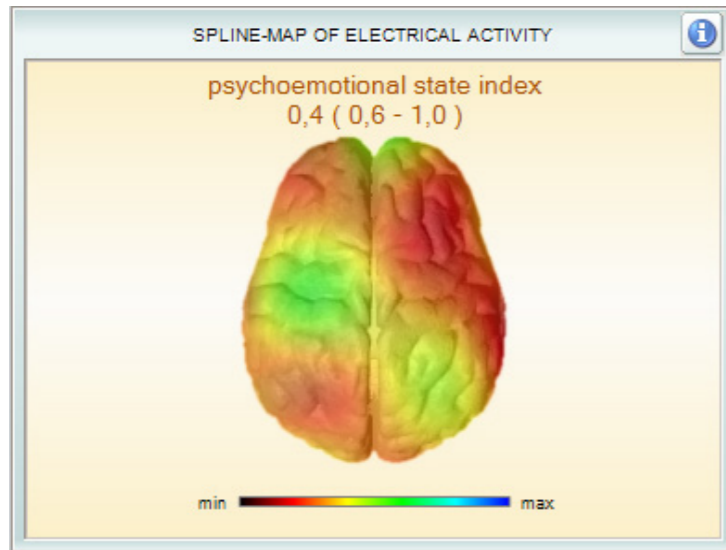 SPLINE-MAP OF ELECTRICAL ACTIVITY
psychoemotional state index
0,4 ( 0,6 - 1,0 )
min max